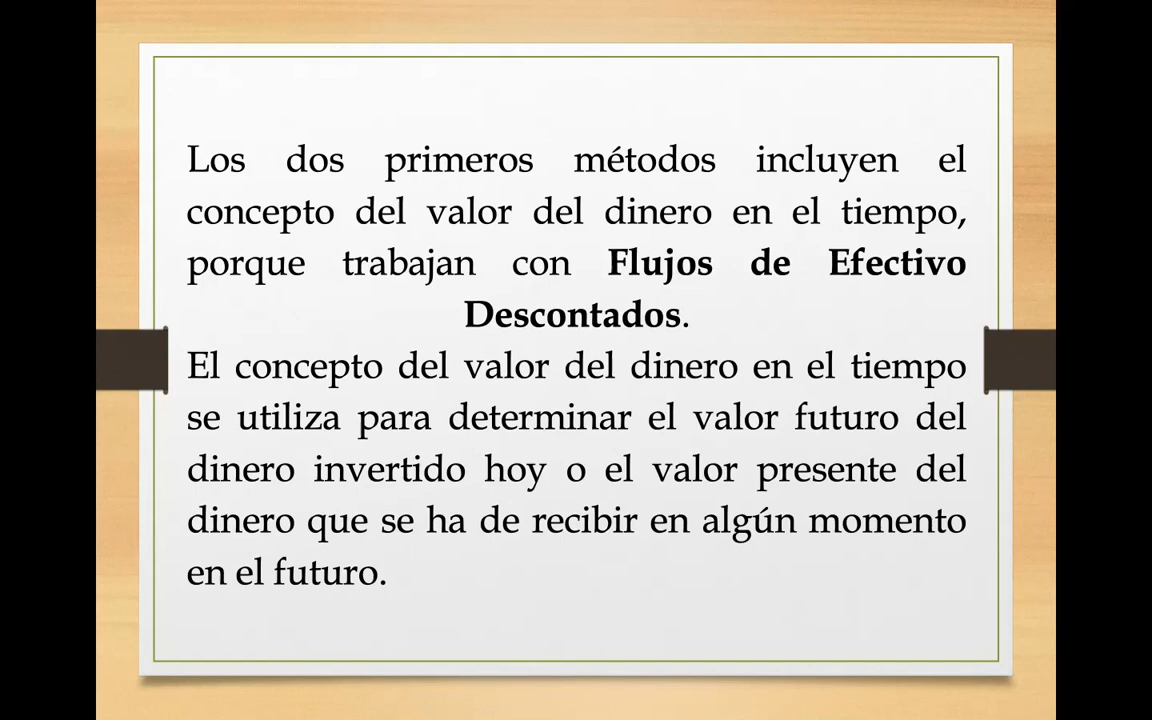 Los dos primeros métodos incluyen el
concepto del valor del dinero en el tiempo,
porque trabajan con Flujos de Efectivo
Descontados.
El concepto del valor del dinero en el tiempo
se utiliza para determinar el valor futuro del
dinero invertido hoy o el valor presente del
dinero que se ha de recibir en algún momento
en el futuro.